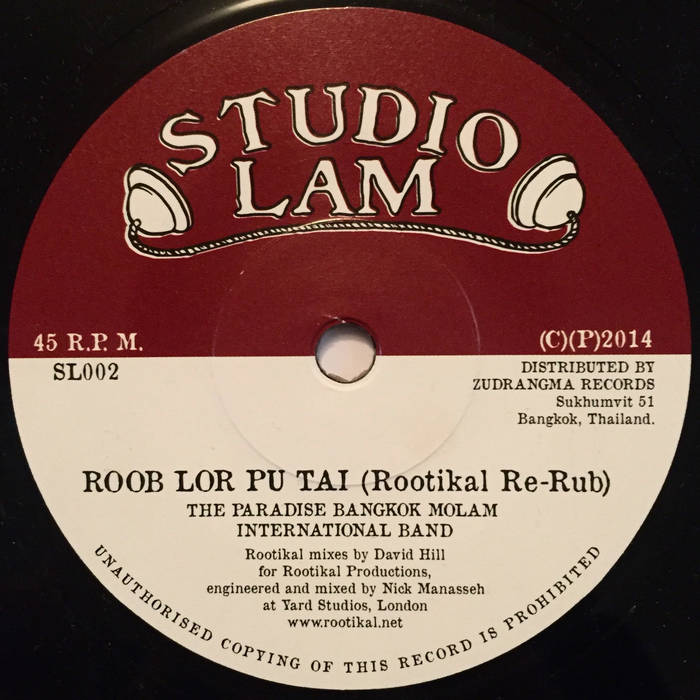 STUDIO
LAM
45 R.P. M.
SL002
(C)(P)2014
DISTRIBUTED BY
ZUDRANGMA RECORDS
Sukhumvit 51
Bangkok, Thailand.
ROOB LOR PU TAI (Rootikal Re-Rub)
THE PARADISE BANGKOK MOLAM
INTERNATIONAL BAND
Rootikal mixes by David Hill
for Rootikal Productions,
engineered and mixed by Nick Manasseh
at Yard Studios, London
www.rootikal.net
UNAUTHORISED COPYING OF THIS RECORD IS PROHIBITED